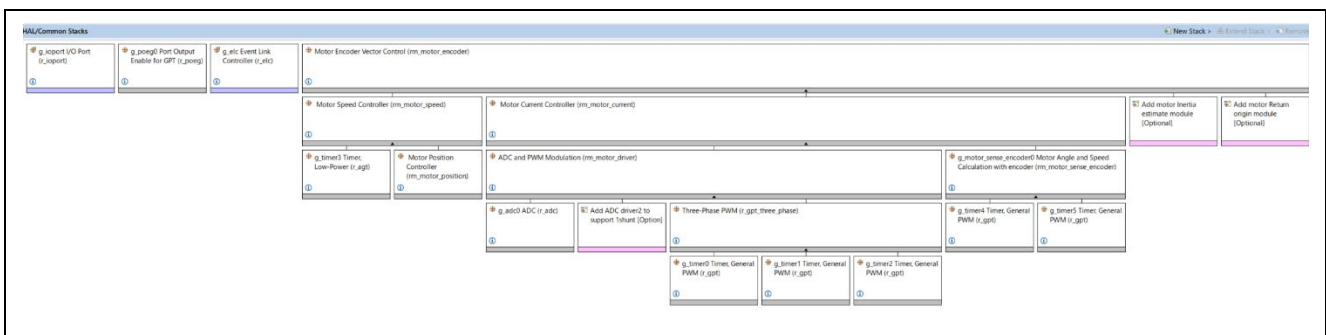 HAL/Common Stacks
New Stack >
Extend Stack >
Remove
g_ioport I/O Port
(r_ioport)
g_poeg0 Port Output
Enable for GPT (r_poeg)
g_elc Event Link
Controller (r_elc)
Motor Encoder Vector Control (rm_motor_encoder)
Motor Speed Controller (rm_motor_speed)
Motor Current Controller (rm_motor_current)
Add motor Inertia
estimate module
[Optional]
Add motor Return
origin module
[Optional]
g_timer3 Timer,
Low-Power (r_agt)
Motor Position
Controller
(rm_motor_position)
ADC and PWM Modulation (rm_motor_driver)
g_motor_sense_encoder0 Motor Angle and Speed
Calculation with encoder (rm_motor_sense_encoder)
g_adc0 ADC (r_adc)
Add ADC driver2 to
support 1shunt [Option]
Three-Phase PWM (r_gpt_three_phase)
g_timer4 Timer, General
PWM (r_gpt)
g_timer5 Timer, General
PWM (r_gpt)
g_timer0 Timer, General
PWM (r_gpt)
g_timer1 Timer, General
PWM (r_gpt)
g_timer2 Timer, General
PWM (r_gpt)